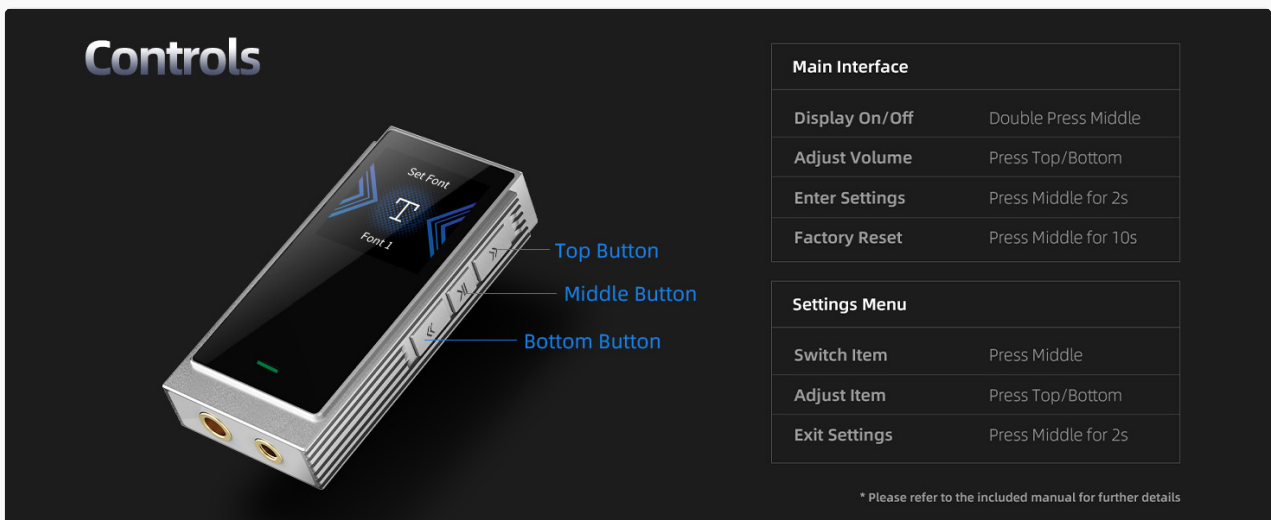 Controls
Set Font
T
Font 1
Top Button
Middle Button
Bottom Button
Main Interface
Display On/Off Double Press Middle
Adjust Volume Press Top/Bottom
Enter Settings Press Middle for 2s
Factory Reset Press Middle for 10s
Settings Menu
Switch Item Press Middle
Adjust Item Press Top/Bottom
Exit Settings Press Middle for 2s
* Please refer to the included manual for further details